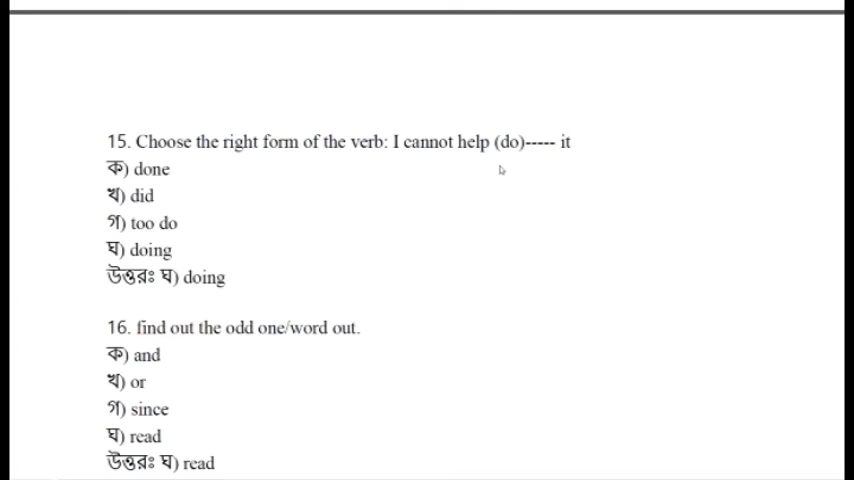 15. Choose the right form of the verb: I cannot help (do)----- it
ক) done
খ) did
গ) too do
ঘ) doing
উত্তরঃ ঘ) doing
16. find out the odd one/word out.
ক) and
খ) or
গ) since
ঘ) read
উত্তরঃ ঘ) read